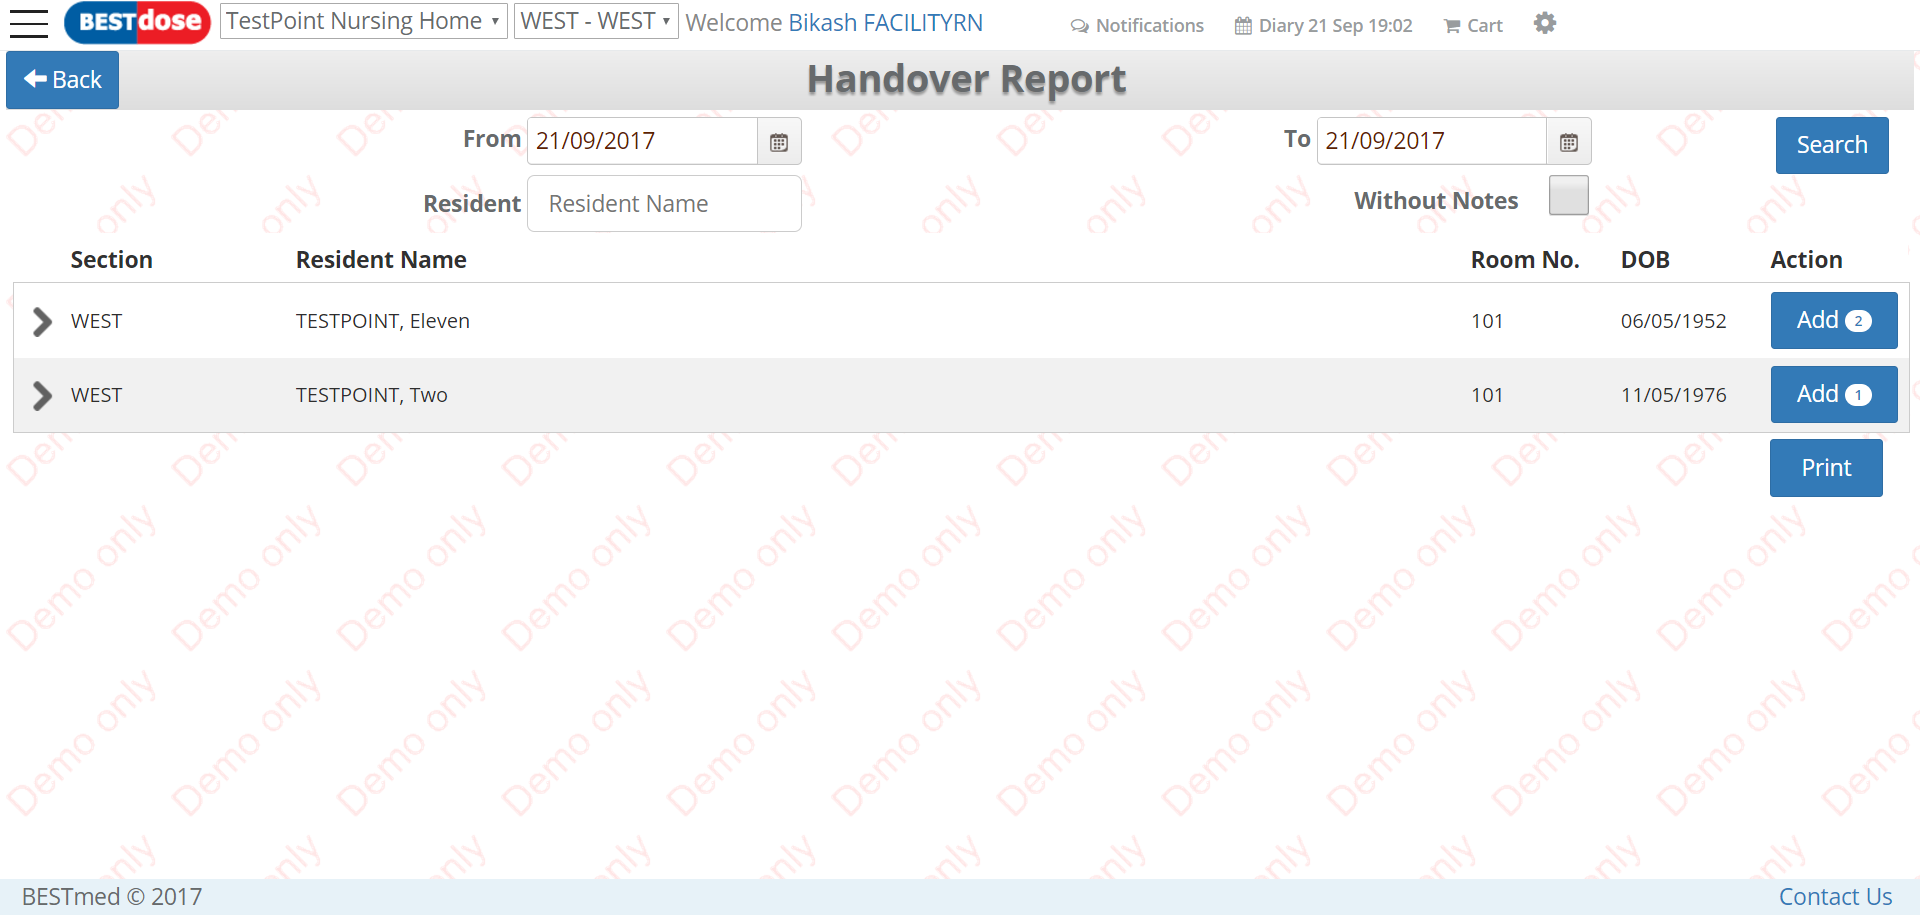 BESTdose TestPoint Nursing Home WEST - WEST Welcome Bikash FACILITYRN Notifications Diary 21 Sep 19:02 Cart
Back Handover Report
From 21/09/2017 To 21/09/2017 Search
Resident Resident Name Without Notes
Section Resident Name Room No. DOB Action
WEST TESTPOINT, Eleven 101 06/05/1952 Add 2
WEST TESTPOINT, Two 101 11/05/1976 Add 1
Print
Demo only
BESTmed © 2017 Contact Us